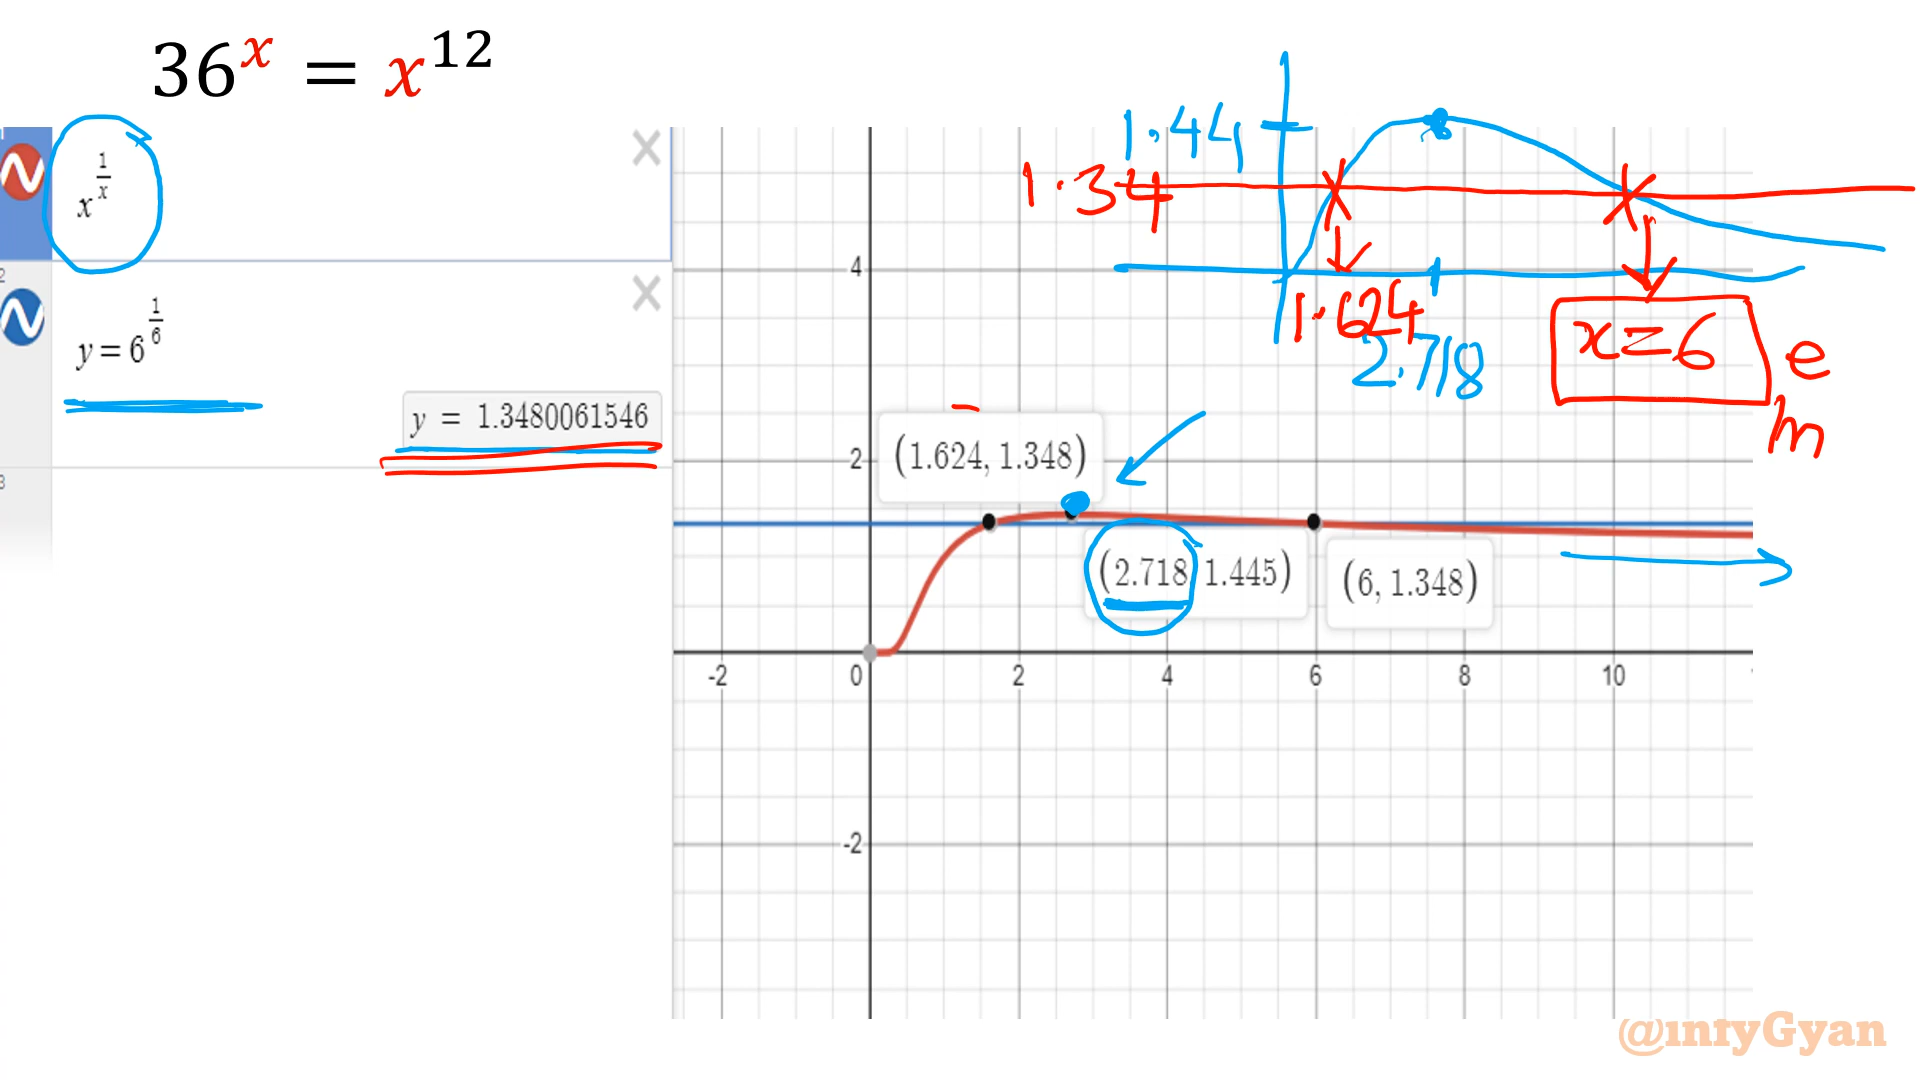 36^x = x^12
x^(1/x)
2
y = 6^(1/6)
y = 1.3480061546
3
1.44
1.34
1.624
2.718
x=6
e
m
(1.624, 1.348)
(2.718, 1.445)
(6, 1.348)
4
2
-2 0 2 4 6 8 10
-2
@infyGyan